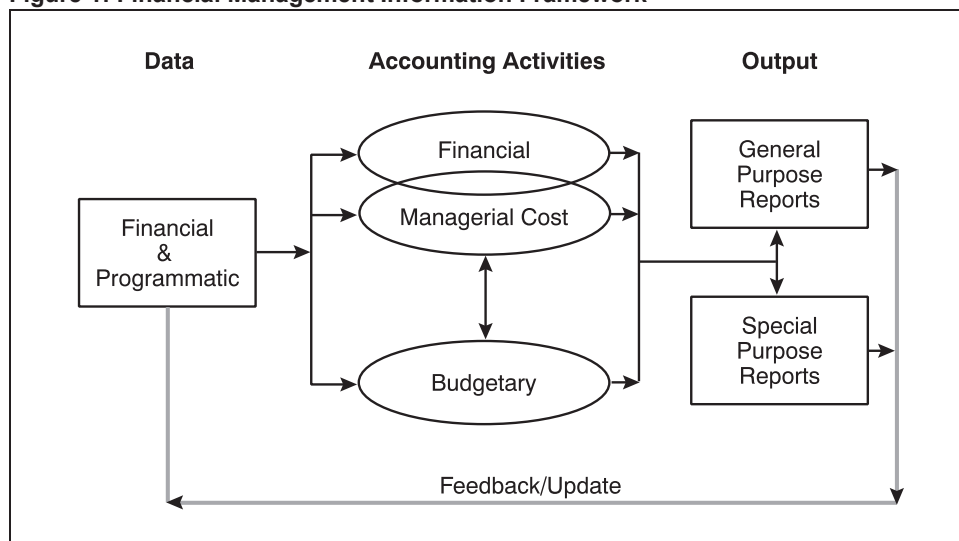 Figure 1: Financial Management Information Framework
Data
Accounting Activities
Output
Financial
&
Programmatic
Financial
Managerial Cost
Budgetary
General
Purpose
Reports
Special
Purpose
Reports
Feedback/Update